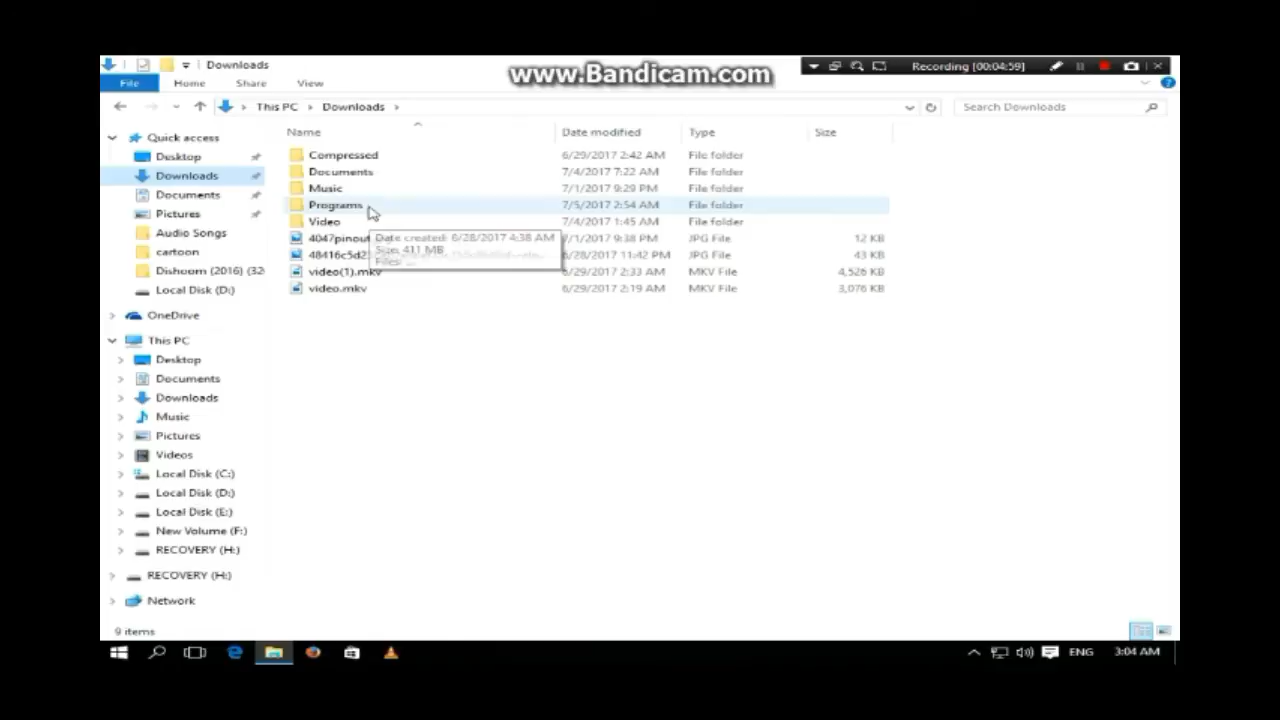 Downloads
www.Bandicam.com
Recording [00:04:59]
File Home Share View
This PC Downloads
Search Downloads
Name Date modified Type Size
Quick access
Desktop
Downloads
Documents
Pictures
Audio Songs
cartoon
Dishoom (2016) (32
Local Disk (D:)
OneDrive
This PC
Desktop
Documents
Downloads
Music
Pictures
Videos
Local Disk (C:)
Local Disk (D:)
Local Disk (E:)
New Volume (F:)
RECOVERY (H:)
RECOVERY (H:)
Network
Compressed 6/29/2017 2:42 AM File folder
Documents 7/4/2017 7:22 AM File folder
Music 7/1/2017 9:29 PM File folder
Programs 7/5/2017 2:54 AM File folder
Video 7/4/2017 1:45 AM File folder
4047pinout 7/1/2017 9:38 PM JPG File 12 KB
6/28/2017 11:42 PM JPG File 43 KB
video(1).mkv 6/29/2017 2:33 AM MKV File 4,526 KB
video.mkv 6/29/2017 2:19 AM MKV File 3,076 KB
Date created: 6/28/2017 4:38 AM
Size: 411 MB
Files: ...
9 items
ENG 3:04 AM